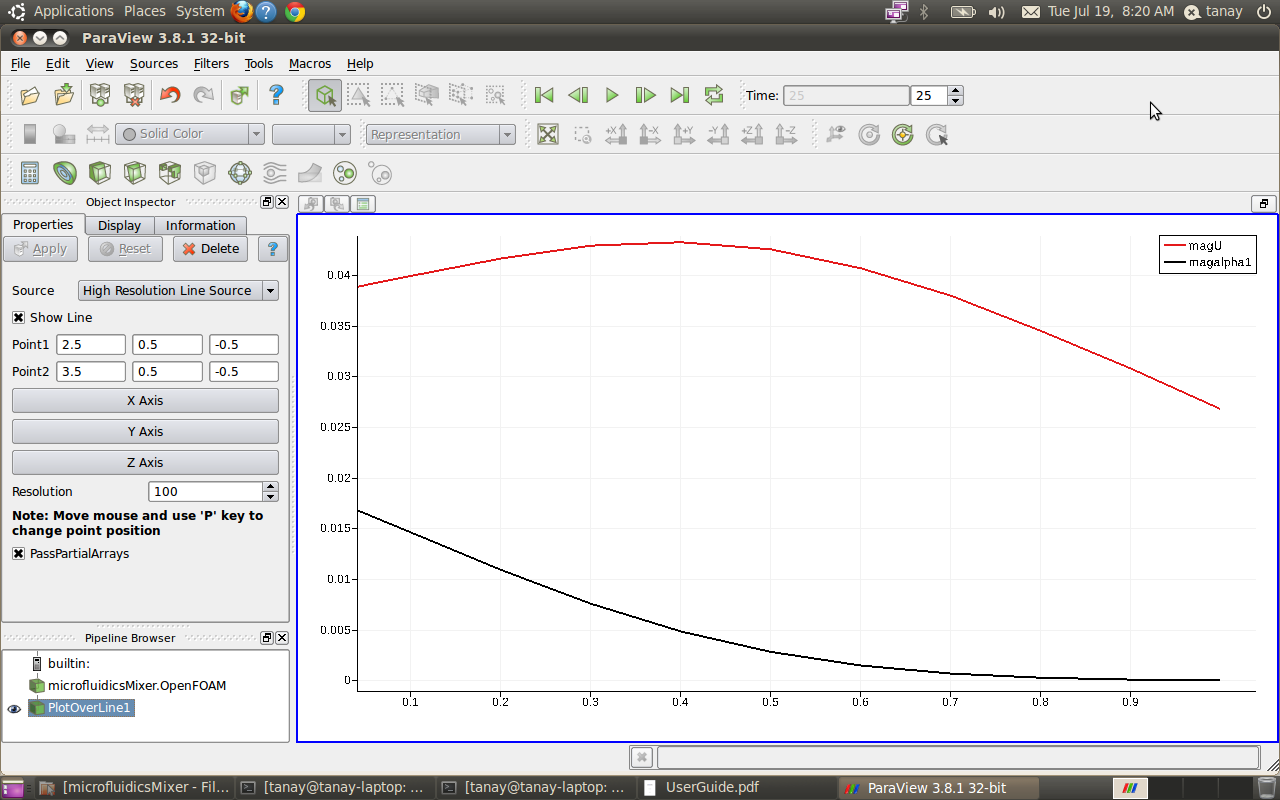 Applications Places System Tue Jul 19, 8:20 AM tanay
ParaView 3.8.1 32-bit
File Edit View Sources Filters Tools Macros Help
? Time: 25 25
Solid Color Representation +X -X +Y -Y +Z -Z
Object Inspector
Properties Display Information
Apply Reset Delete ?
Source High Resolution Line Source
Show Line
Point1 2.5 0.5 -0.5
Point2 3.5 0.5 -0.5
X Axis
Y Axis
Z Axis
Resolution 100
Note: Move mouse and use 'P' key to
change point position
PassPartialArrays
Pipeline Browser
builtin:
microfluidicsMixer.OpenFOAM
PlotOverLine1
magU
magalpha1
0.04
0.035
0.03
0.025
0.02
0.015
0.01
0.005
0
0.1 0.2 0.3 0.4 0.5 0.6 0.7 0.8 0.9
[microfluidicsMixer - Fil... [tanay@tanay-laptop: ... [tanay@tanay-laptop: ... UserGuide.pdf ParaView 3.8.1 32-bit